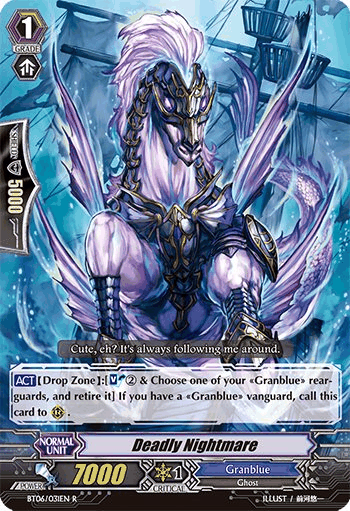 1
GRADE
SHIELD
5000
Cute, eh? It's always following me around.
ACT [Drop Zone]:[V ② & Choose one of your «Granblue» rear-
guards, and retire it] If you have a «Granblue» vanguard, call this
card to R.
NORMAL
UNIT
Deadly Nightmare
POWER
7000
1
CRITICAL
Granblue
Ghost
BT06/031EN R
ILLUST / 前河悠一